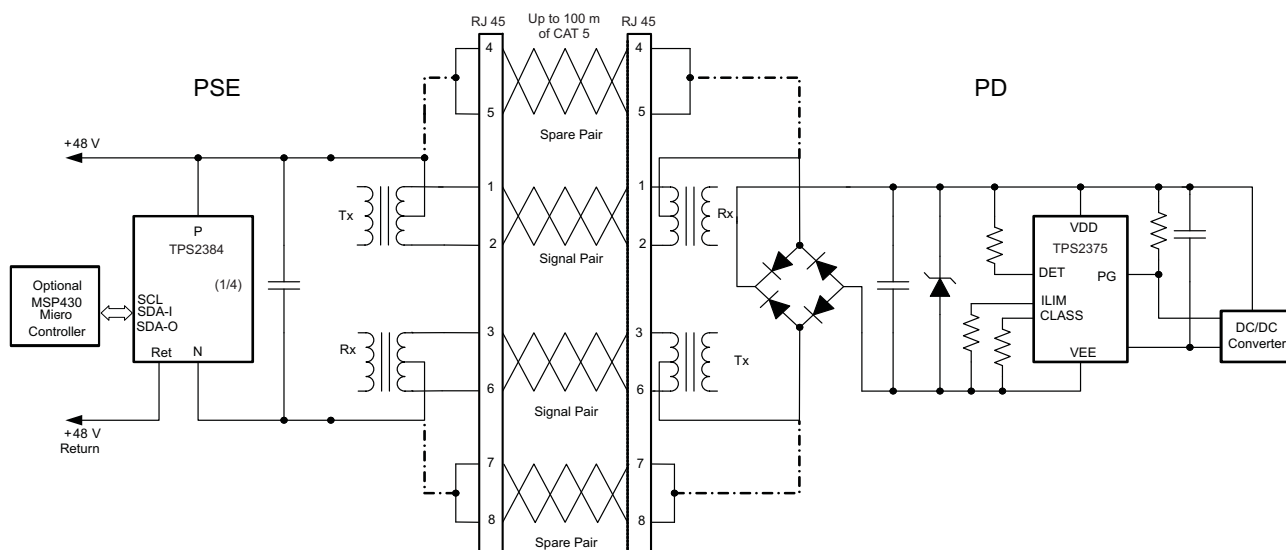 RJ 45
Up to 100 m
of CAT 5
RJ 45
4
4
PSE
PD
5
5
Spare Pair
+48 V
1
1
Tx
Rx
P
TPS2384
2
2
VDD
TPS2375
Signal Pair
(1/4)
DET
PG
Optional
MSP430
Micro
Controller
SCL
SDA-I
SDA-O
ILIM
CLASS
DC/DC
Converter
Ret
N
Rx
3
3
Tx
VEE
6
6
Signal Pair
+48 V
Return
7
7
8
8
Spare Pair